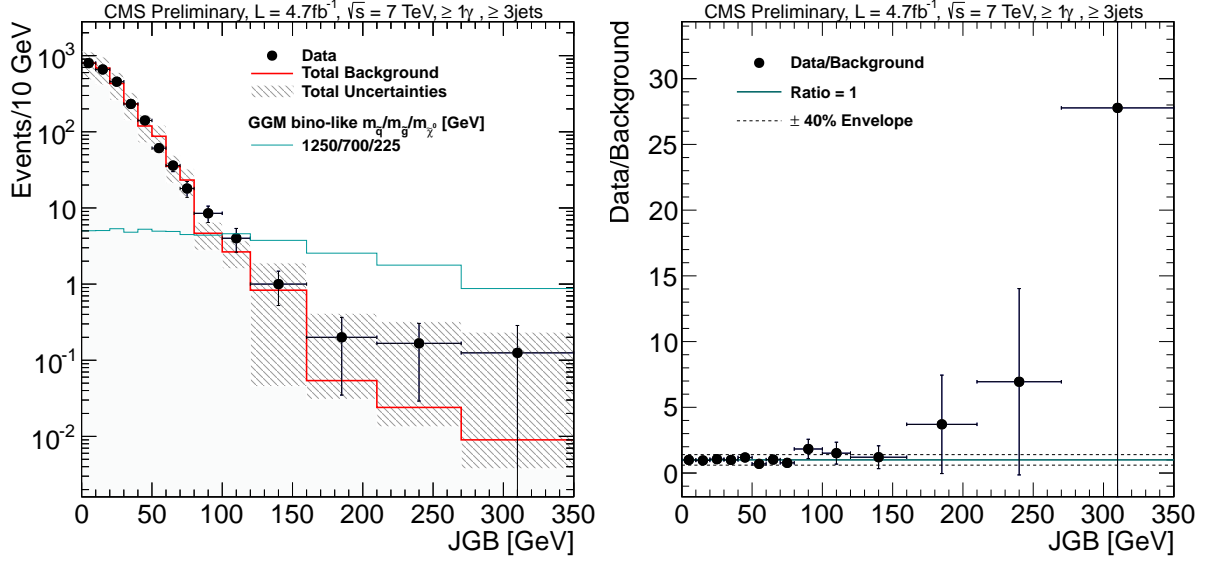 CMS Preliminary, L = 4.7fb⁻¹, √s = 7 TeV, ≥ 1γ , ≥ 3jets
Events/10 GeV
10³
10²
10
1
10⁻¹
10⁻²
Data
Total Background
Total Uncertainties
GGM bino-like m_q̃/m_g̃/m_χ̃⁰ [GeV]
1250/700/225
0 50 100 150 200 250 300 350
JGB [GeV]
CMS Preliminary, L = 4.7fb⁻¹, √s = 7 TeV, ≥ 1γ , ≥ 3jets
Data/Background
30
25
20
15
10
5
0
Data/Background
Ratio = 1
± 40% Envelope
0 50 100 150 200 250 300 350
JGB [GeV]